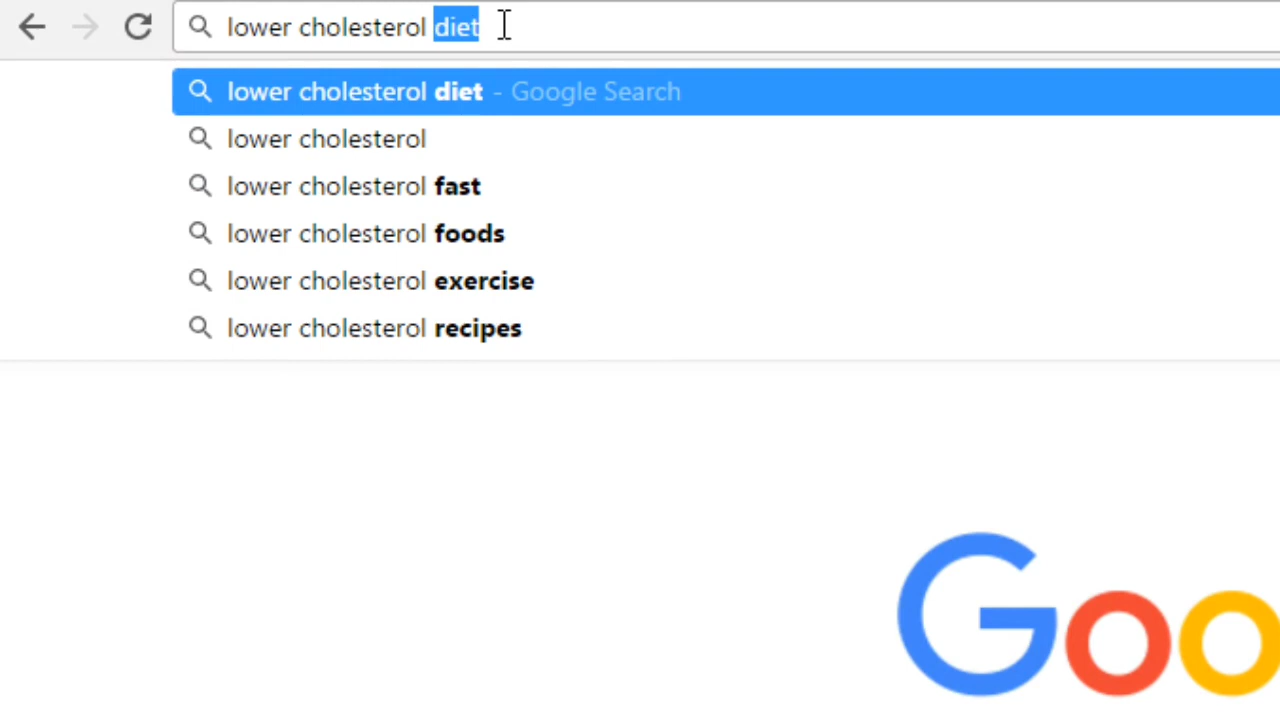 lower cholesterol diet
lower cholesterol diet - Google Search
lower cholesterol
lower cholesterol fast
lower cholesterol foods
lower cholesterol exercise
lower cholesterol recipes
Goo